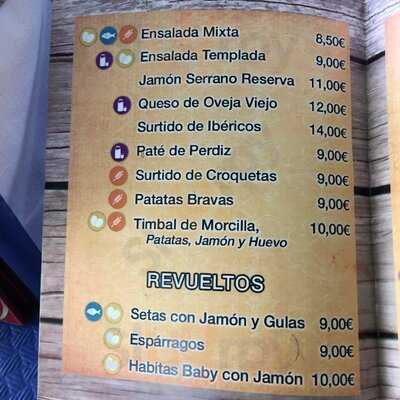 Ensalada Mixta 8,50€
Ensalada Templada 9,00€
Jamón Serrano Reserva 11,00€
Queso de Oveja Viejo 12,00€
Surtido de Ibéricos 14,00€
Paté de Perdiz 9,00€
Surtido de Croquetas 9,00€
Patatas Bravas 9,00€
Timbal de Morcilla, 10,00€
Patatas, Jamón y Huevo
REVUELTOS
Setas con Jamón y Gulas 9,00€
Espárragos 9,00€
Habitas Baby con Jamón 10,00€